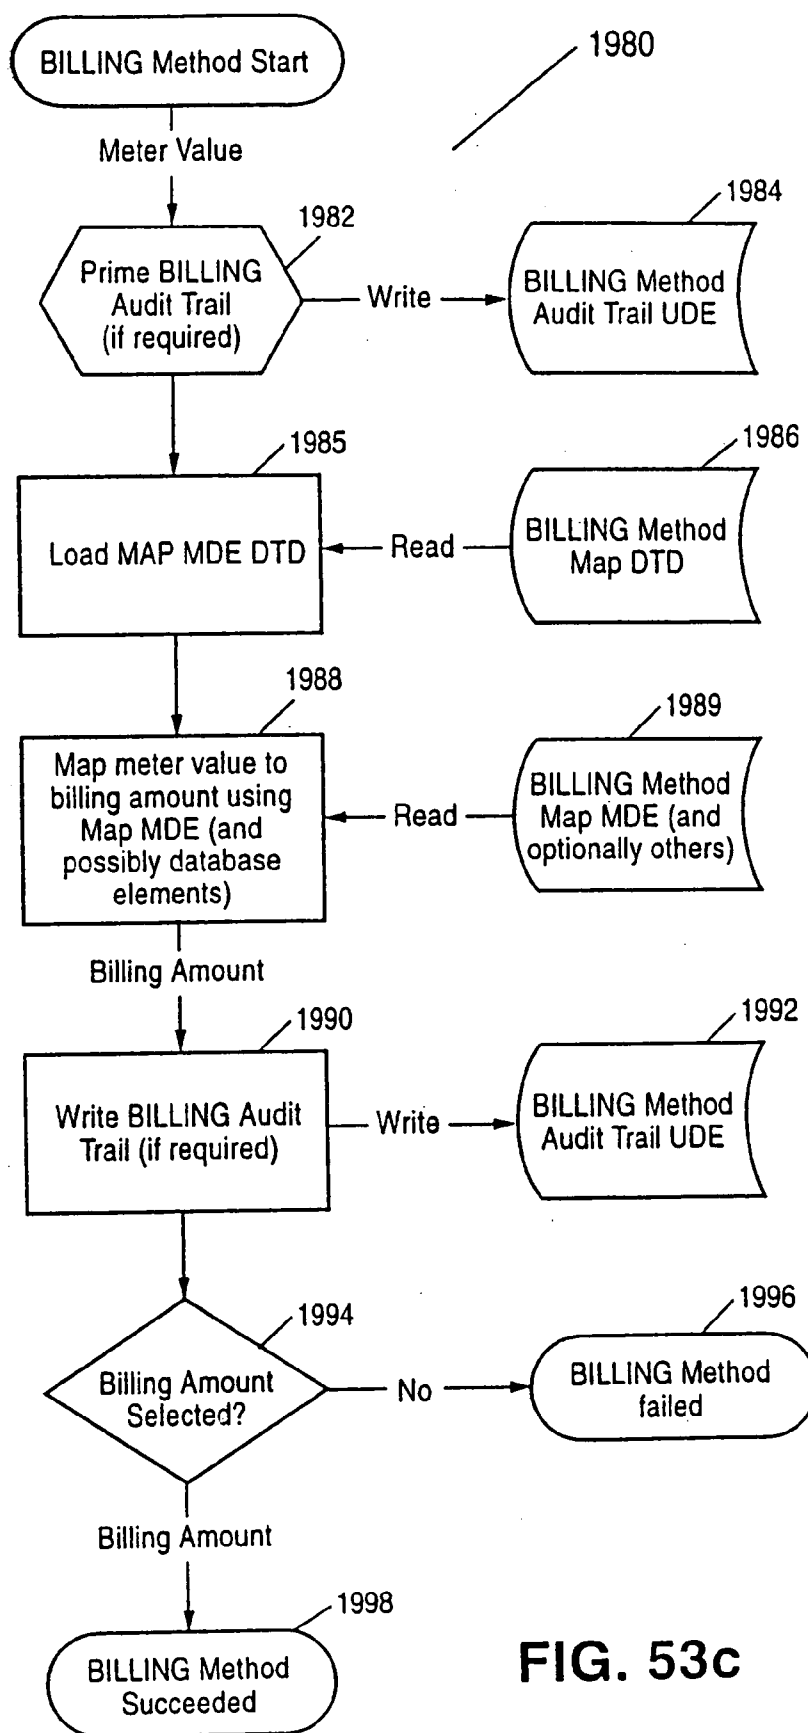 BILLING Method Start
1980
Meter Value
1982
1984
Prime BILLING
Audit Trail
(if required)
Write
BILLING Method
Audit Trail UDE
1985
1986
Load MAP MDE DTD
Read
BILLING Method
Map DTD
1988
1989
Map meter value to
billing amount using
Map MDE (and
possibly database
elements)
Read
BILLING Method
Map MDE (and
optionally others)
Billing Amount
1990
1992
Write BILLING Audit
Trail (if required)
Write
BILLING Method
Audit Trail UDE
1994
1996
Billing Amount
Selected?
No
BILLING Method
failed
Billing Amount
1998
BILLING Method
Succeeded
FIG. 53c